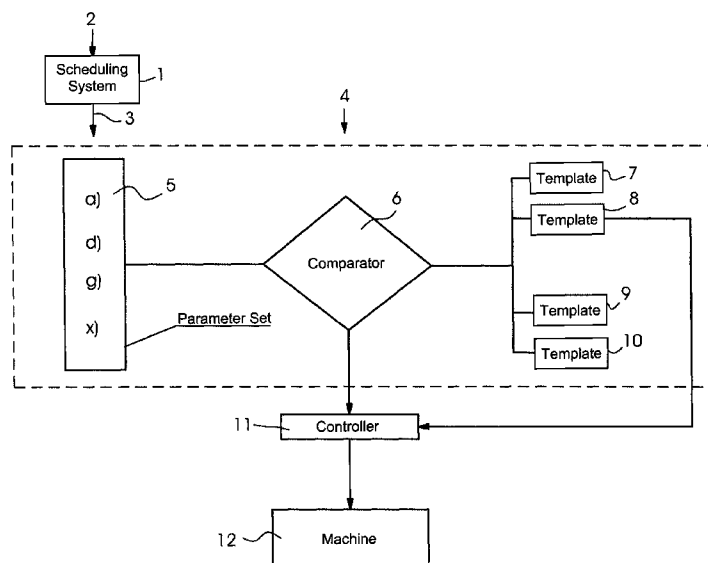 2
Scheduling
System
1
3
4
a)
d)
g)
x)
5
Parameter Set
6
Comparator
Template
7
Template
8
Template
9
Template
10
11
Controller
12
Machine